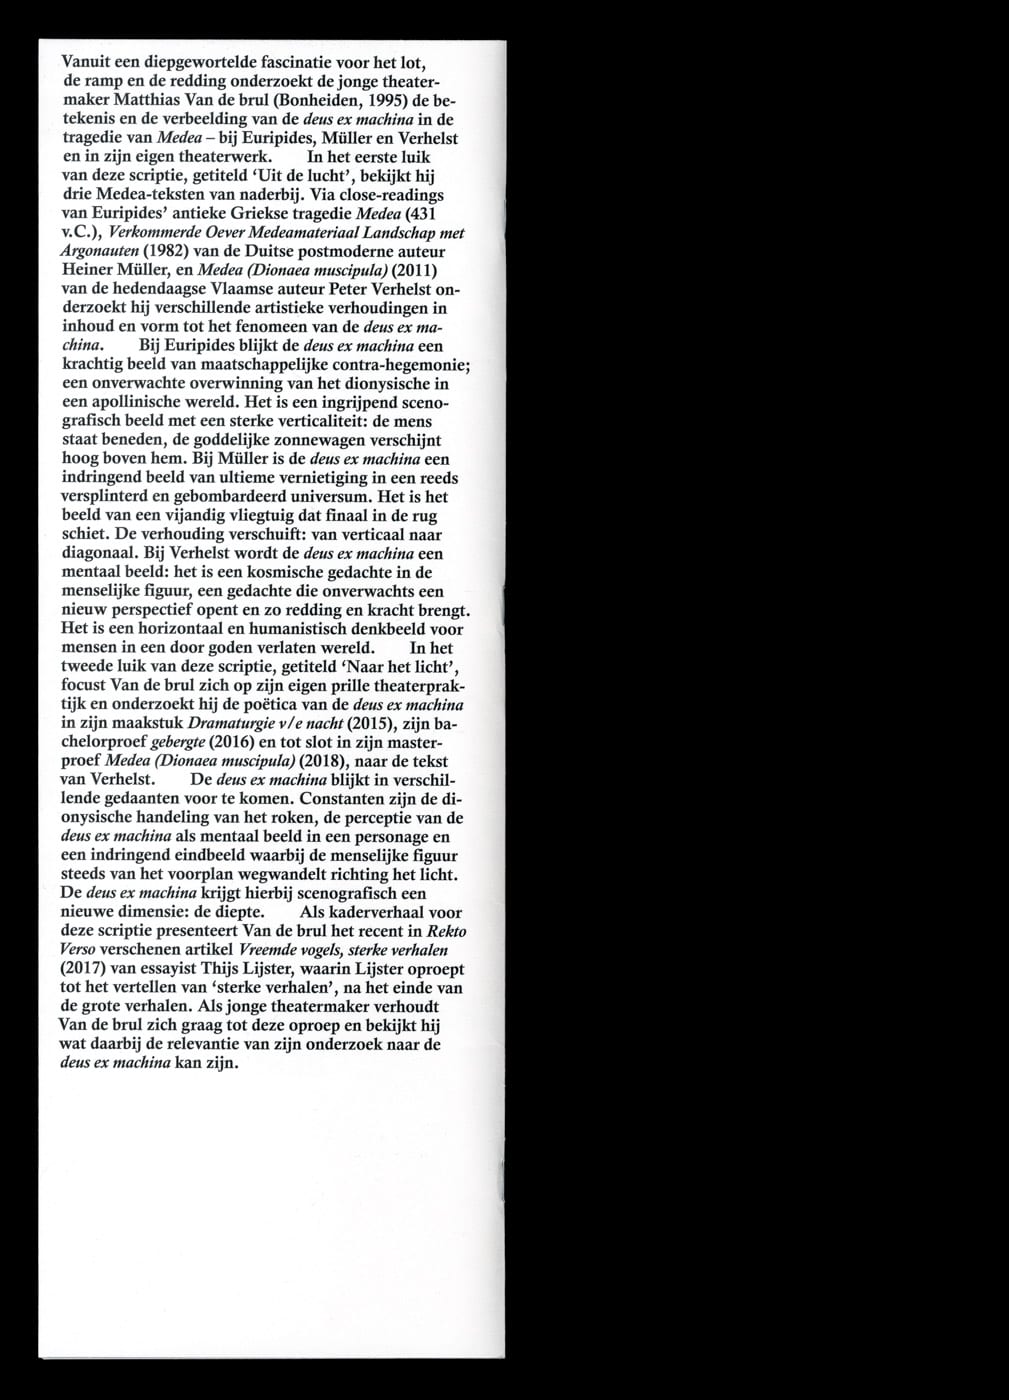 Vanuit een diepgewortelde fascinatie voor het lot,
de ramp en de redding onderzoekt de jonge theater-
maker Matthias Van de brul (Bonheiden, 1995) de be-
tekenis en de verbeelding van de deus ex machina in de
tragedie van Medea – bij Euripides, Müller en Verhelst
en in zijn eigen theaterwerk. In het eerste luik
van deze scriptie, getiteld ‘Uit de lucht’, bekijkt hij
drie Medea-teksten van naderbij. Via close-readings
van Euripides’ antieke Griekse tragedie Medea (431
v.C.), Verkommerde Oever Medeamateriaal Landschap met
Argonauten (1982) van de Duitse postmoderne auteur
Heiner Müller, en Medea (Dionaea muscipula) (2011)
van de hedendaagse Vlaamse auteur Peter Verhelst on-
derzoekt hij verschillende artistieke verhoudingen in
inhoud en vorm tot het fenomeen van de deus ex ma-
china. Bij Euripides blijkt de deus ex machina een
krachtig beeld van maatschappelijke contra-hegemonie;
een onverwachte overwinning van het dionysische in
een apollinische wereld. Het is een ingrijpend sceno-
grafisch beeld met een sterke verticaliteit: de mens
staat beneden, de goddelijke zonnewagen verschijnt
hoog boven hem. Bij Müller is de deus ex machina een
indringend beeld van ultieme vernietiging in een reeds
versplinterd en gebombardeerd universum. Het is het
beeld van een vijandig vliegtuig dat finaal in de rug
schiet. De verhouding verschuift: van verticaal naar
diagonaal. Bij Verhelst wordt de deus ex machina een
mentaal beeld: het is een kosmische gedachte in de
menselijke figuur, een gedachte die onverwachts een
nieuw perspectief opent en zo redding en kracht brengt.
Het is een horizontaal en humanistisch denkbeeld voor
mensen in een door goden verlaten wereld. In het
tweede luik van deze scriptie, getiteld ‘Naar het licht’,
focust Van de brul zich op zijn eigen prille theaterprak-
tijk en onderzoekt hij de poëtica van de deus ex machina
in zijn maakstuk Dramaturgie v/e nacht (2015), zijn ba-
chelorproef gebergte (2016) en tot slot in zijn master-
proef Medea (Dionaea muscipula) (2018), naar de tekst
van Verhelst. De deus ex machina blijkt in verschil-
lende gedaanten voor te komen. Constanten zijn de di-
onysische handeling van het roken, de perceptie van de
deus ex machina als mentaal beeld in een personage en
een indringend eindbeeld waarbij de menselijke figuur
steeds van het voorplan wegwandelt richting het licht.
De deus ex machina krijgt hierbij scenografisch een
nieuwe dimensie: de diepte. Als kaderverhaal voor
deze scriptie presenteert Van de brul het recent in Rekto
Verso verschenen artikel Vreemde vogels, sterke verhalen
(2017) van essayist Thijs Lijster, waarin Lijster oproept
tot het vertellen van ‘sterke verhalen’, na het einde van
de grote verhalen. Als jonge theatermaker verhoudt
Van de brul zich graag tot deze oproep en bekijkt hij
wat daarbij de relevantie van zijn onderzoek naar de
deus ex machina kan zijn.